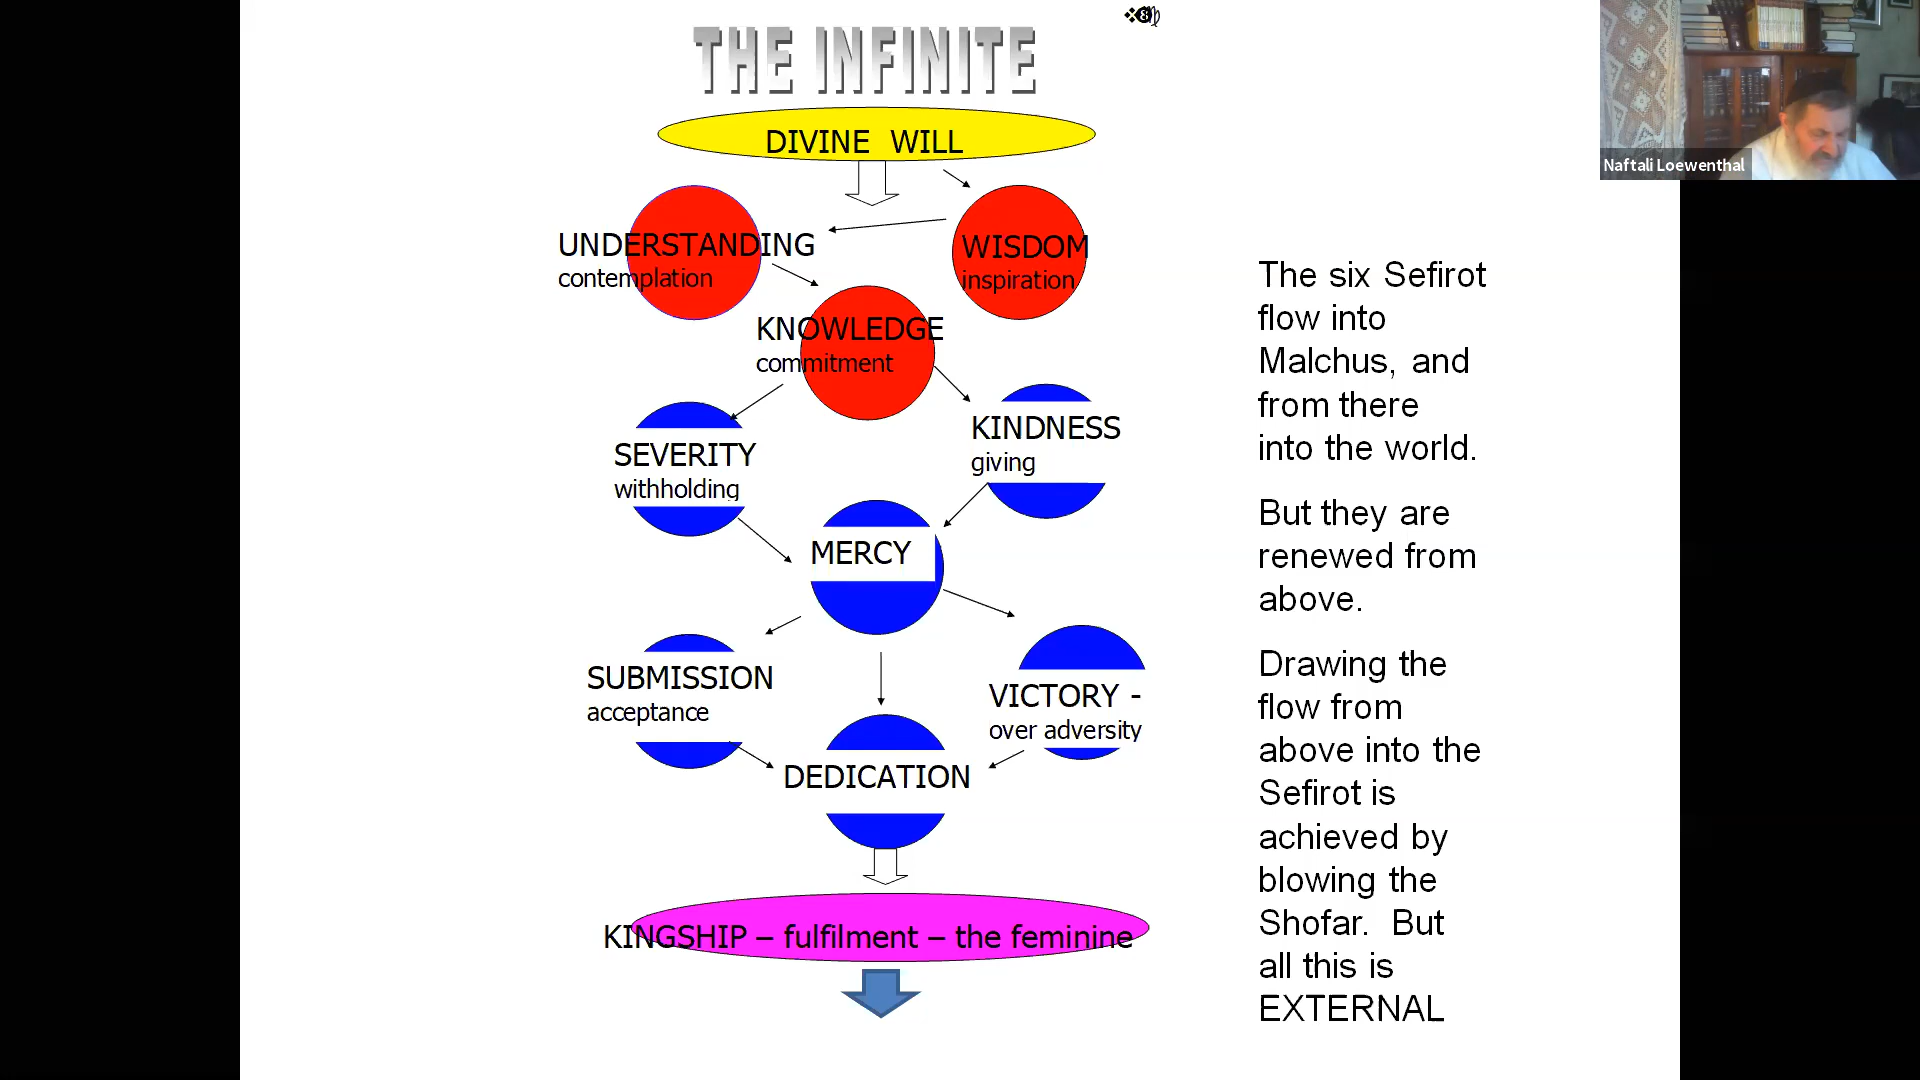 THE INFINITE
DIVINE WILL
UNDERSTANDING
contemplation
WISDOM
inspiration
KNOWLEDGE
commitment
SEVERITY
withholding
KINDNESS
giving
MERCY
SUBMISSION
acceptance
VICTORY -
over adversity
DEDICATION
KINGSHIP – fulfilment – the feminine
The six Sefirot
flow into
Malchus, and
from there
into the world.
But they are
renewed from
above.
Drawing the
flow from
above into the
Sefirot is
achieved by
blowing the
Shofar. But
all this is
EXTERNAL
Naftali Loewenthal